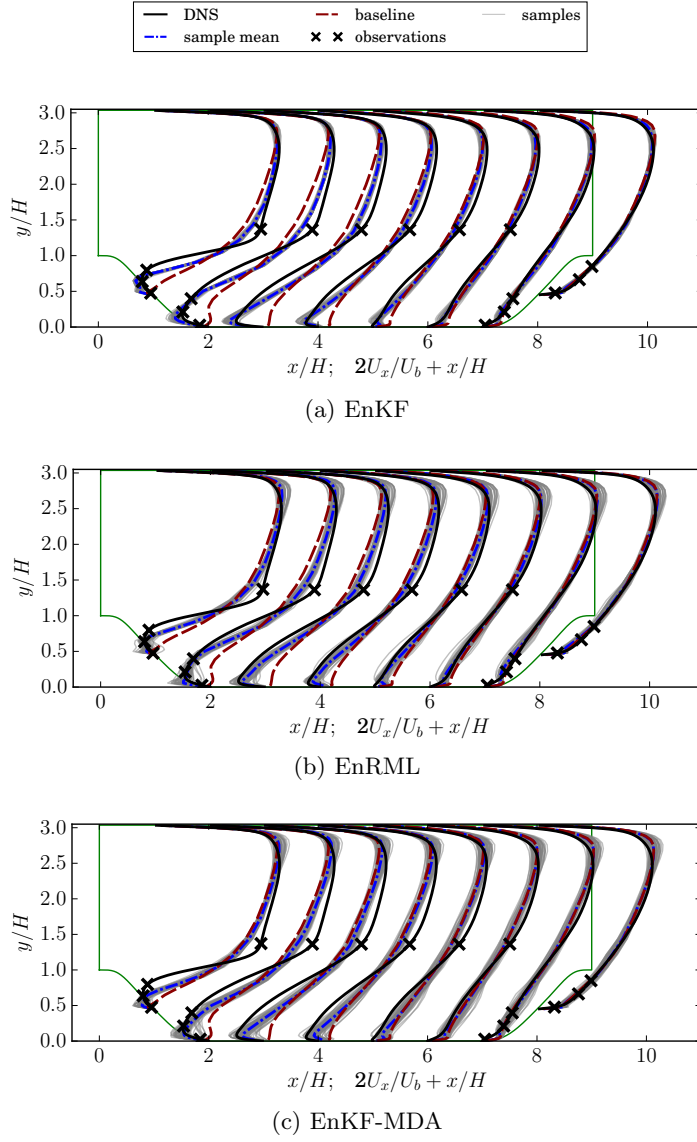 DNS baseline samples
sample mean observations
3.0
2.5
2.0
1.5
1.0
0.5
0.0
y/H
0 2 4 6 8 10
x/H; 2U_x/U_b + x/H
(a) EnKF
3.0
2.5
2.0
1.5
1.0
0.5
0.0
y/H
0 2 4 6 8 10
x/H; 2U_x/U_b + x/H
(b) EnRML
3.0
2.5
2.0
1.5
1.0
0.5
0.0
y/H
0 2 4 6 8 10
x/H; 2U_x/U_b + x/H
(c) EnKF-MDA